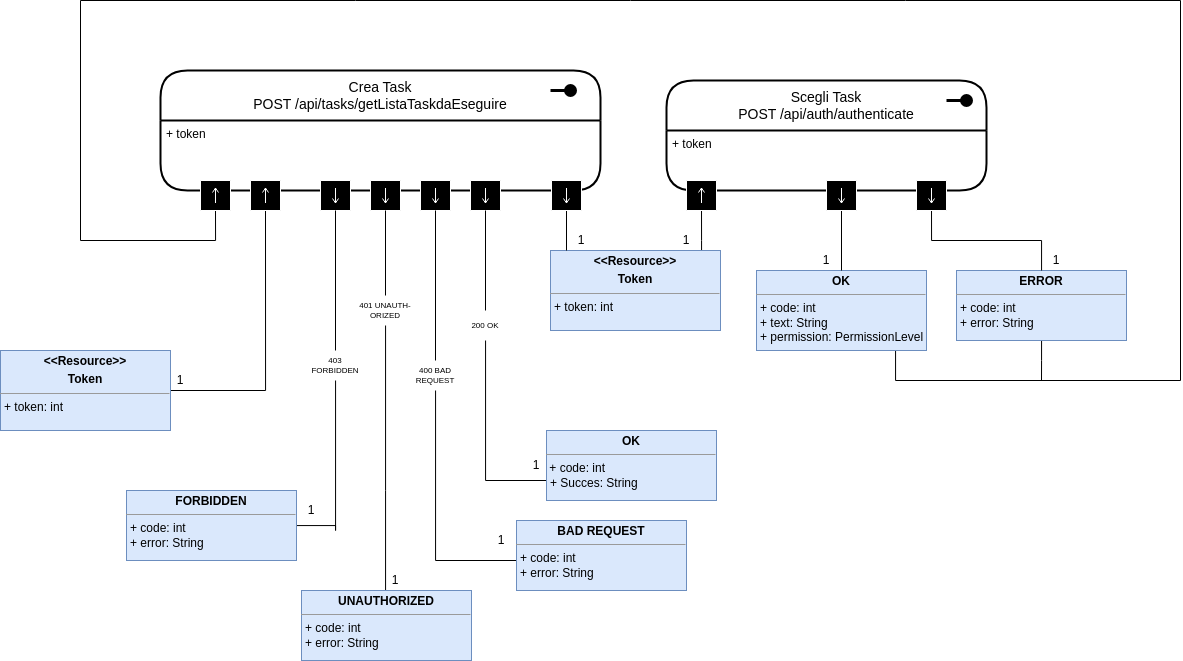 Crea Task
POST /api/tasks/getListaTaskdaEseguire
+ token
Scegli Task
POST /api/auth/authenticate
+ token
1
1
<<Resource>>
Token
+ token: int
1
OK
+ code: int
+ text: String
+ permission: PermissionLevel
1
ERROR
+ code: int
+ error: String
401 UNAUTH-
ORIZED
200 OK
403
FORBIDDEN
400 BAD
REQUEST
<<Resource>>
Token
+ token: int
1
1
OK
+ code: int
+ Succes: String
FORBIDDEN
+ code: int
+ error: String
1
1
BAD REQUEST
+ code: int
+ error: String
1
UNAUTHORIZED
+ code: int
+ error: String